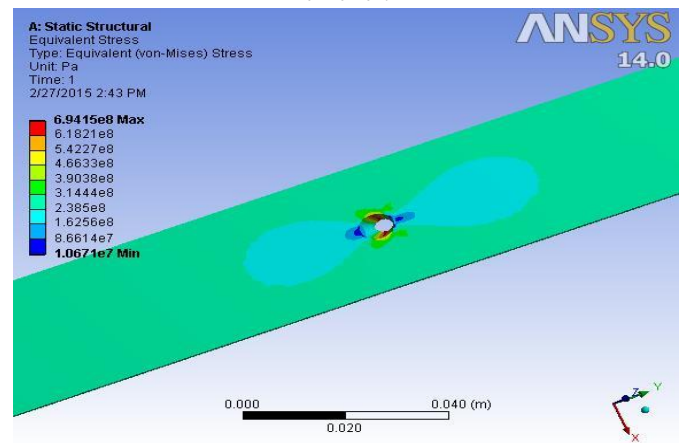 A: Static Structural
Equivalent Stress
Type: Equivalent (von-Mises) Stress
Unit: Pa
Time: 1
2/27/2015 2:43 PM
ANSYS
14.0
6.9415e8 Max
6.1821e8
5.4227e8
4.6633e8
3.9038e8
3.1444e8
2.385e8
1.6256e8
8.6614e7
1.0671e7 Min
0.000
0.040 (m)
0.020
Z
Y
X